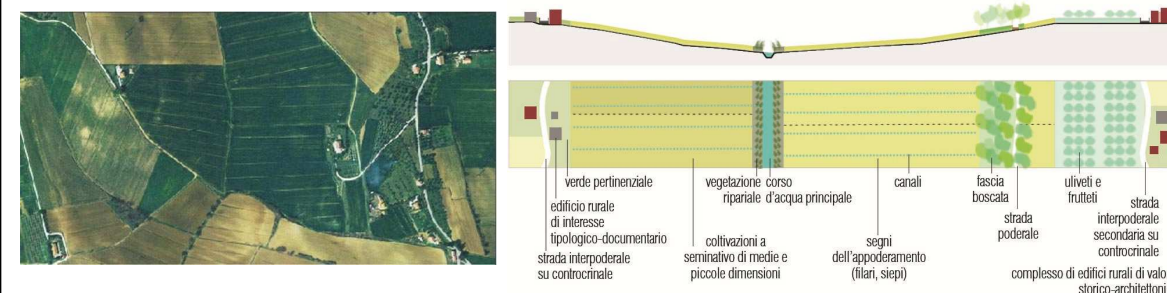 verde pertinenziale
edificio rurale
di interesse
tipologico-documentario
strada interpoderale
su controcrinale
coltivazioni a
seminativo di medie e
piccole dimensioni
vegetazione
ripariale
corso
d'acqua principale
segni
dell'appoderamento
(filari, siepi)
canali
fascia
boscata
strada
poderale
uliveti e
frutteti
strada
interpoderale
secondaria su
controcrinale
complesso di edifici rurali di valo
storico-architettoni